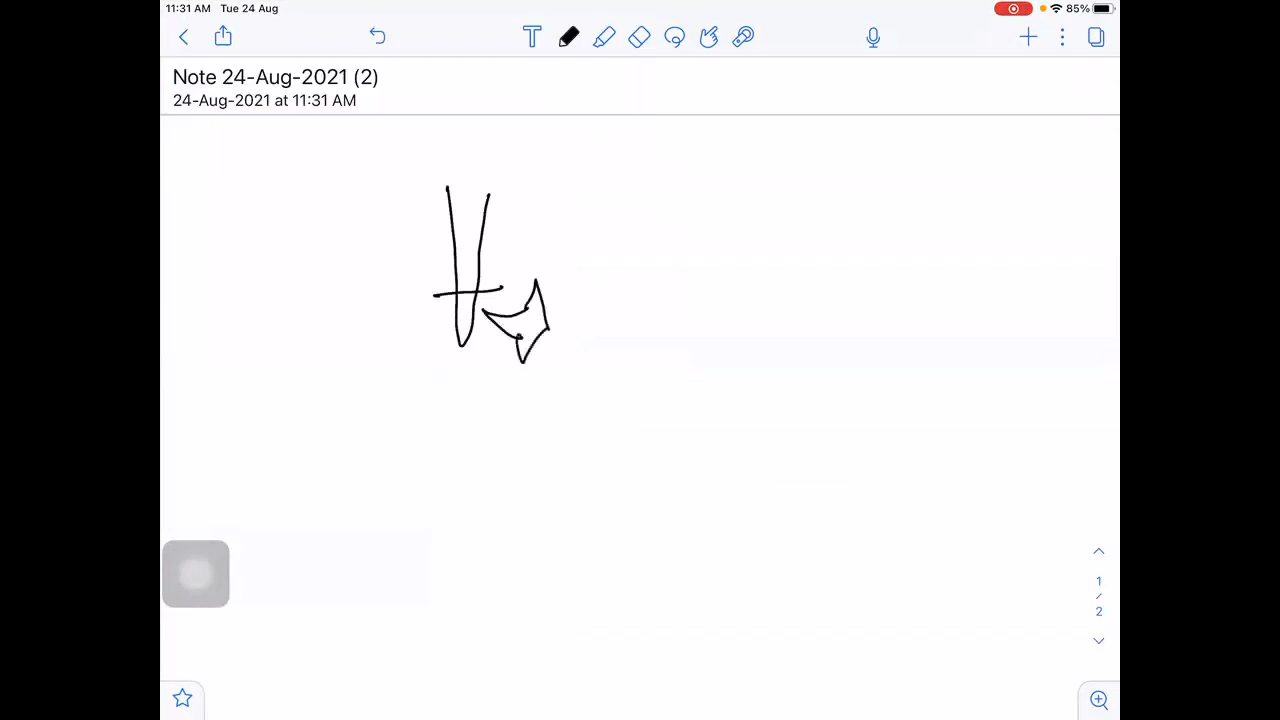 11:31 AM Tue 24 Aug 85%
Note 24-Aug-2021 (2)
24-Aug-2021 at 11:31 AM
1
/
2